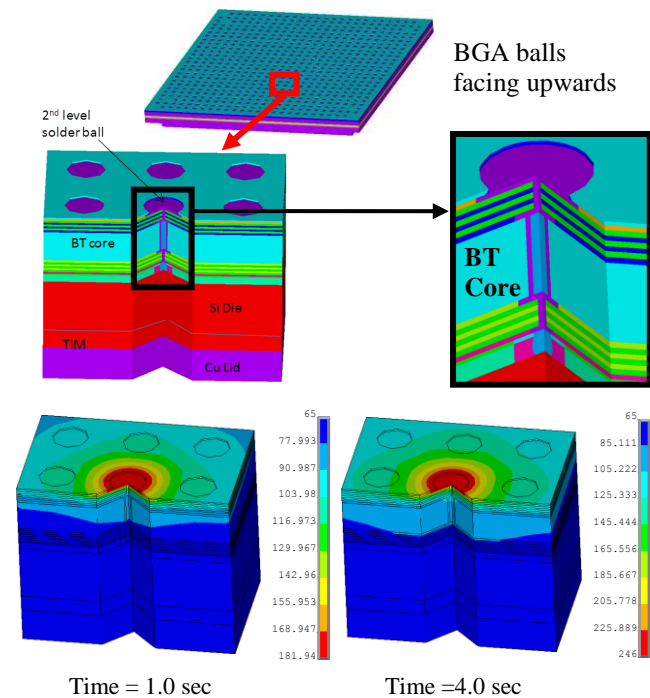 BGA balls
facing upwards
2nd level
solder ball
BT core
BT
Core
Si Die
TIM
Cu Lid
65
77.993
90.987
103.98
116.973
129.967
142.96
155.953
168.947
181.94
65
85.111
105.222
125.333
145.444
165.556
185.667
205.778
225.889
246
Time = 1.0 sec
Time =4.0 sec